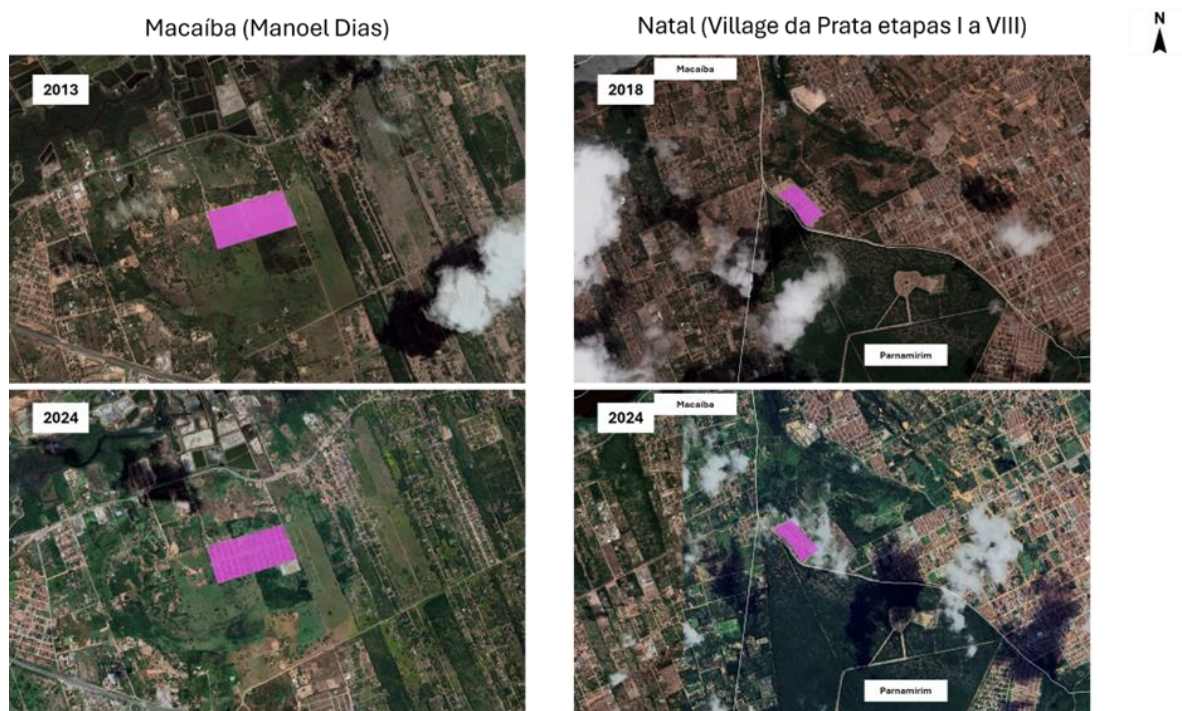 Macaíba (Manoel Dias)
Natal (Village da Prata etapas I a VIII)
N
2013
Macaíba
2018
Parnamirim
2024
Macaíba
2024
Parnamirim